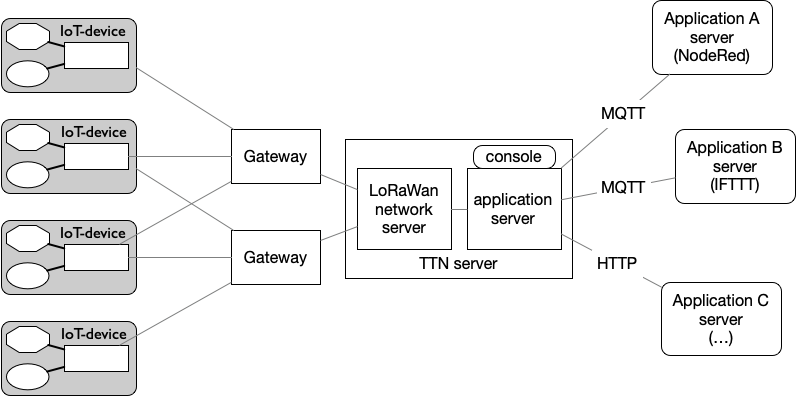 IoT-device
IoT-device
IoT-device
IoT-device
Gateway
Gateway
console
LoRaWan
network
server
application
server
TTN server
MQTT
MQTT
HTTP
Application A
server
(NodeRed)
Application B
server
(IFTTT)
Application C
server
(…)